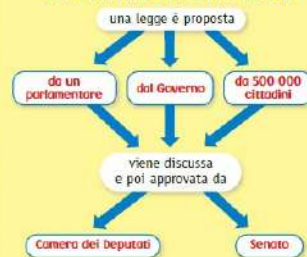 una legge è proposta
da un
parlamentare
dal Governo
da 500 000
cittadini
viene discussa
e poi approvata da
Camera dei Deputati
Senato